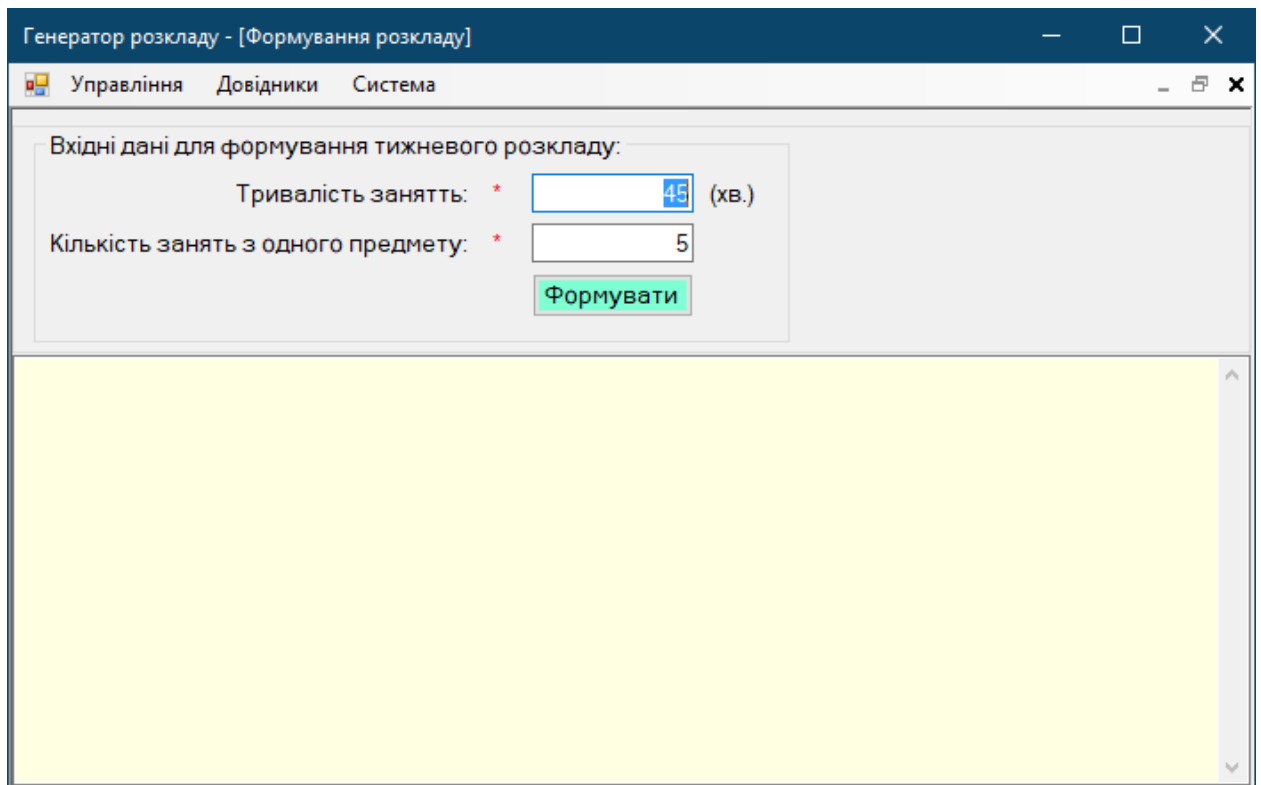 Генератор розкладу - [Формування розкладу]
Управління Довідники Система
Вхідні дані для формування тижневого розкладу:
Тривалість занятть: * 45 (хв.)
Кількість занять з одного предмету: * 5
Формувати